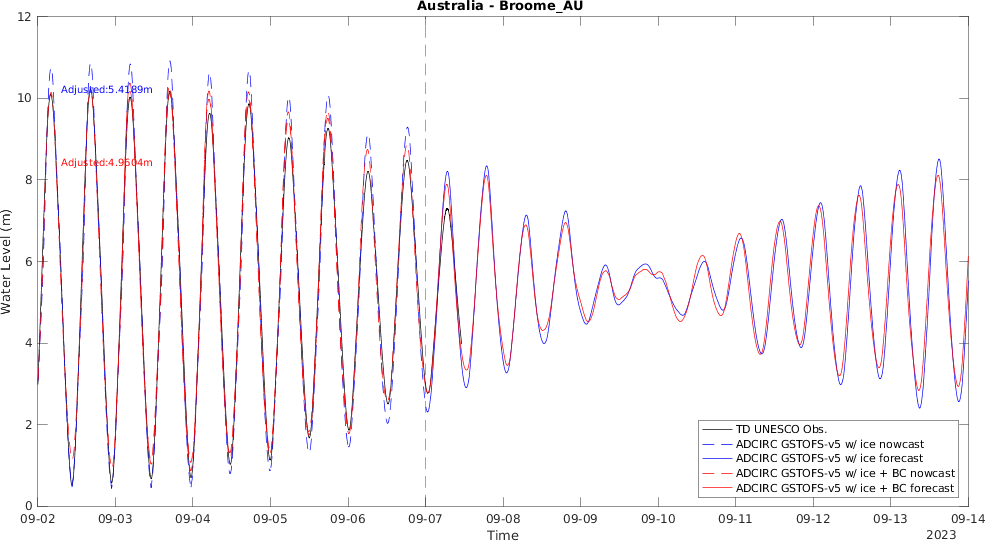 Australia - Broome_AU
12
10
8
6
4
2
0
Water Level (m)
Adjusted:5.4189m
Adjusted:4.9504m
TD UNESCO Obs.
ADCIRC GSTOFS-v5 w/ ice nowcast
ADCIRC GSTOFS-v5 w/ ice forecast
ADCIRC GSTOFS-v5 w/ ice + BC nowcast
ADCIRC GSTOFS-v5 w/ ice + BC forecast
09-02 09-03 09-04 09-05 09-06 09-07 09-08 09-09 09-10 09-11 09-12 09-13 09-14
Time
2023